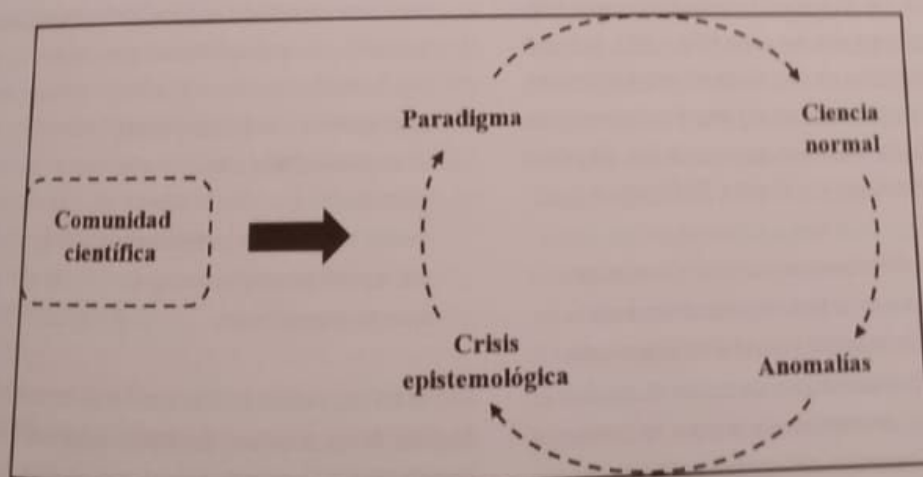 Paradigma
Ciencia
normal
Comunidad
científica
Crisis
epistemológica
Anomalías